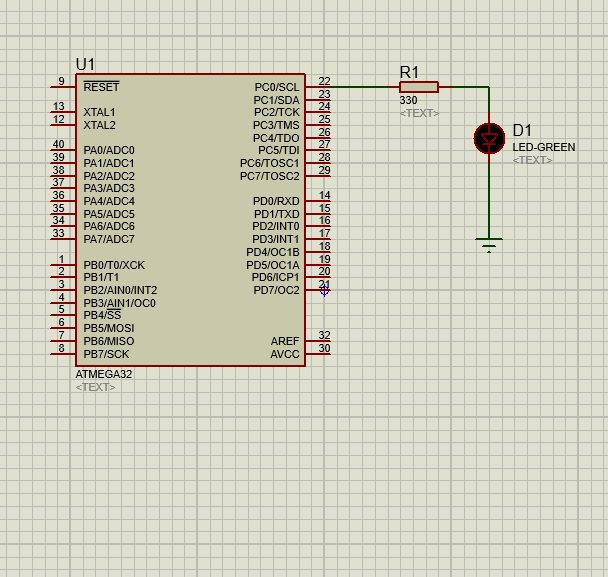 U1
9 RESET PC0/SCL 22
PC1/SDA 23
13 XTAL1 PC2/TCK 24
12 XTAL2 PC3/TMS 25
PC4/TDO 26
40 PA0/ADC0 PC5/TDI 27
39 PA1/ADC1 PC6/TOSC1 28
38 PA2/ADC2 PC7/TOSC2 29
37 PA3/ADC3
36 PA4/ADC4 PD0/RXD 14
35 PA5/ADC5 PD1/TXD 15
34 PA6/ADC6 PD2/INT0 16
33 PA7/ADC7 PD3/INT1 17
PD4/OC1B 18
1 PB0/T0/XCK PD5/OC1A 19
2 PB1/T1 PD6/ICP1 20
3 PB2/AIN0/INT2 PD7/OC2 21
4 PB3/AIN1/OC0
5 PB4/SS
6 PB5/MOSI
7 PB6/MISO AREF 32
8 PB7/SCK AVCC 30
ATMEGA32
<TEXT>
R1
330
<TEXT>
D1
LED-GREEN
<TEXT>